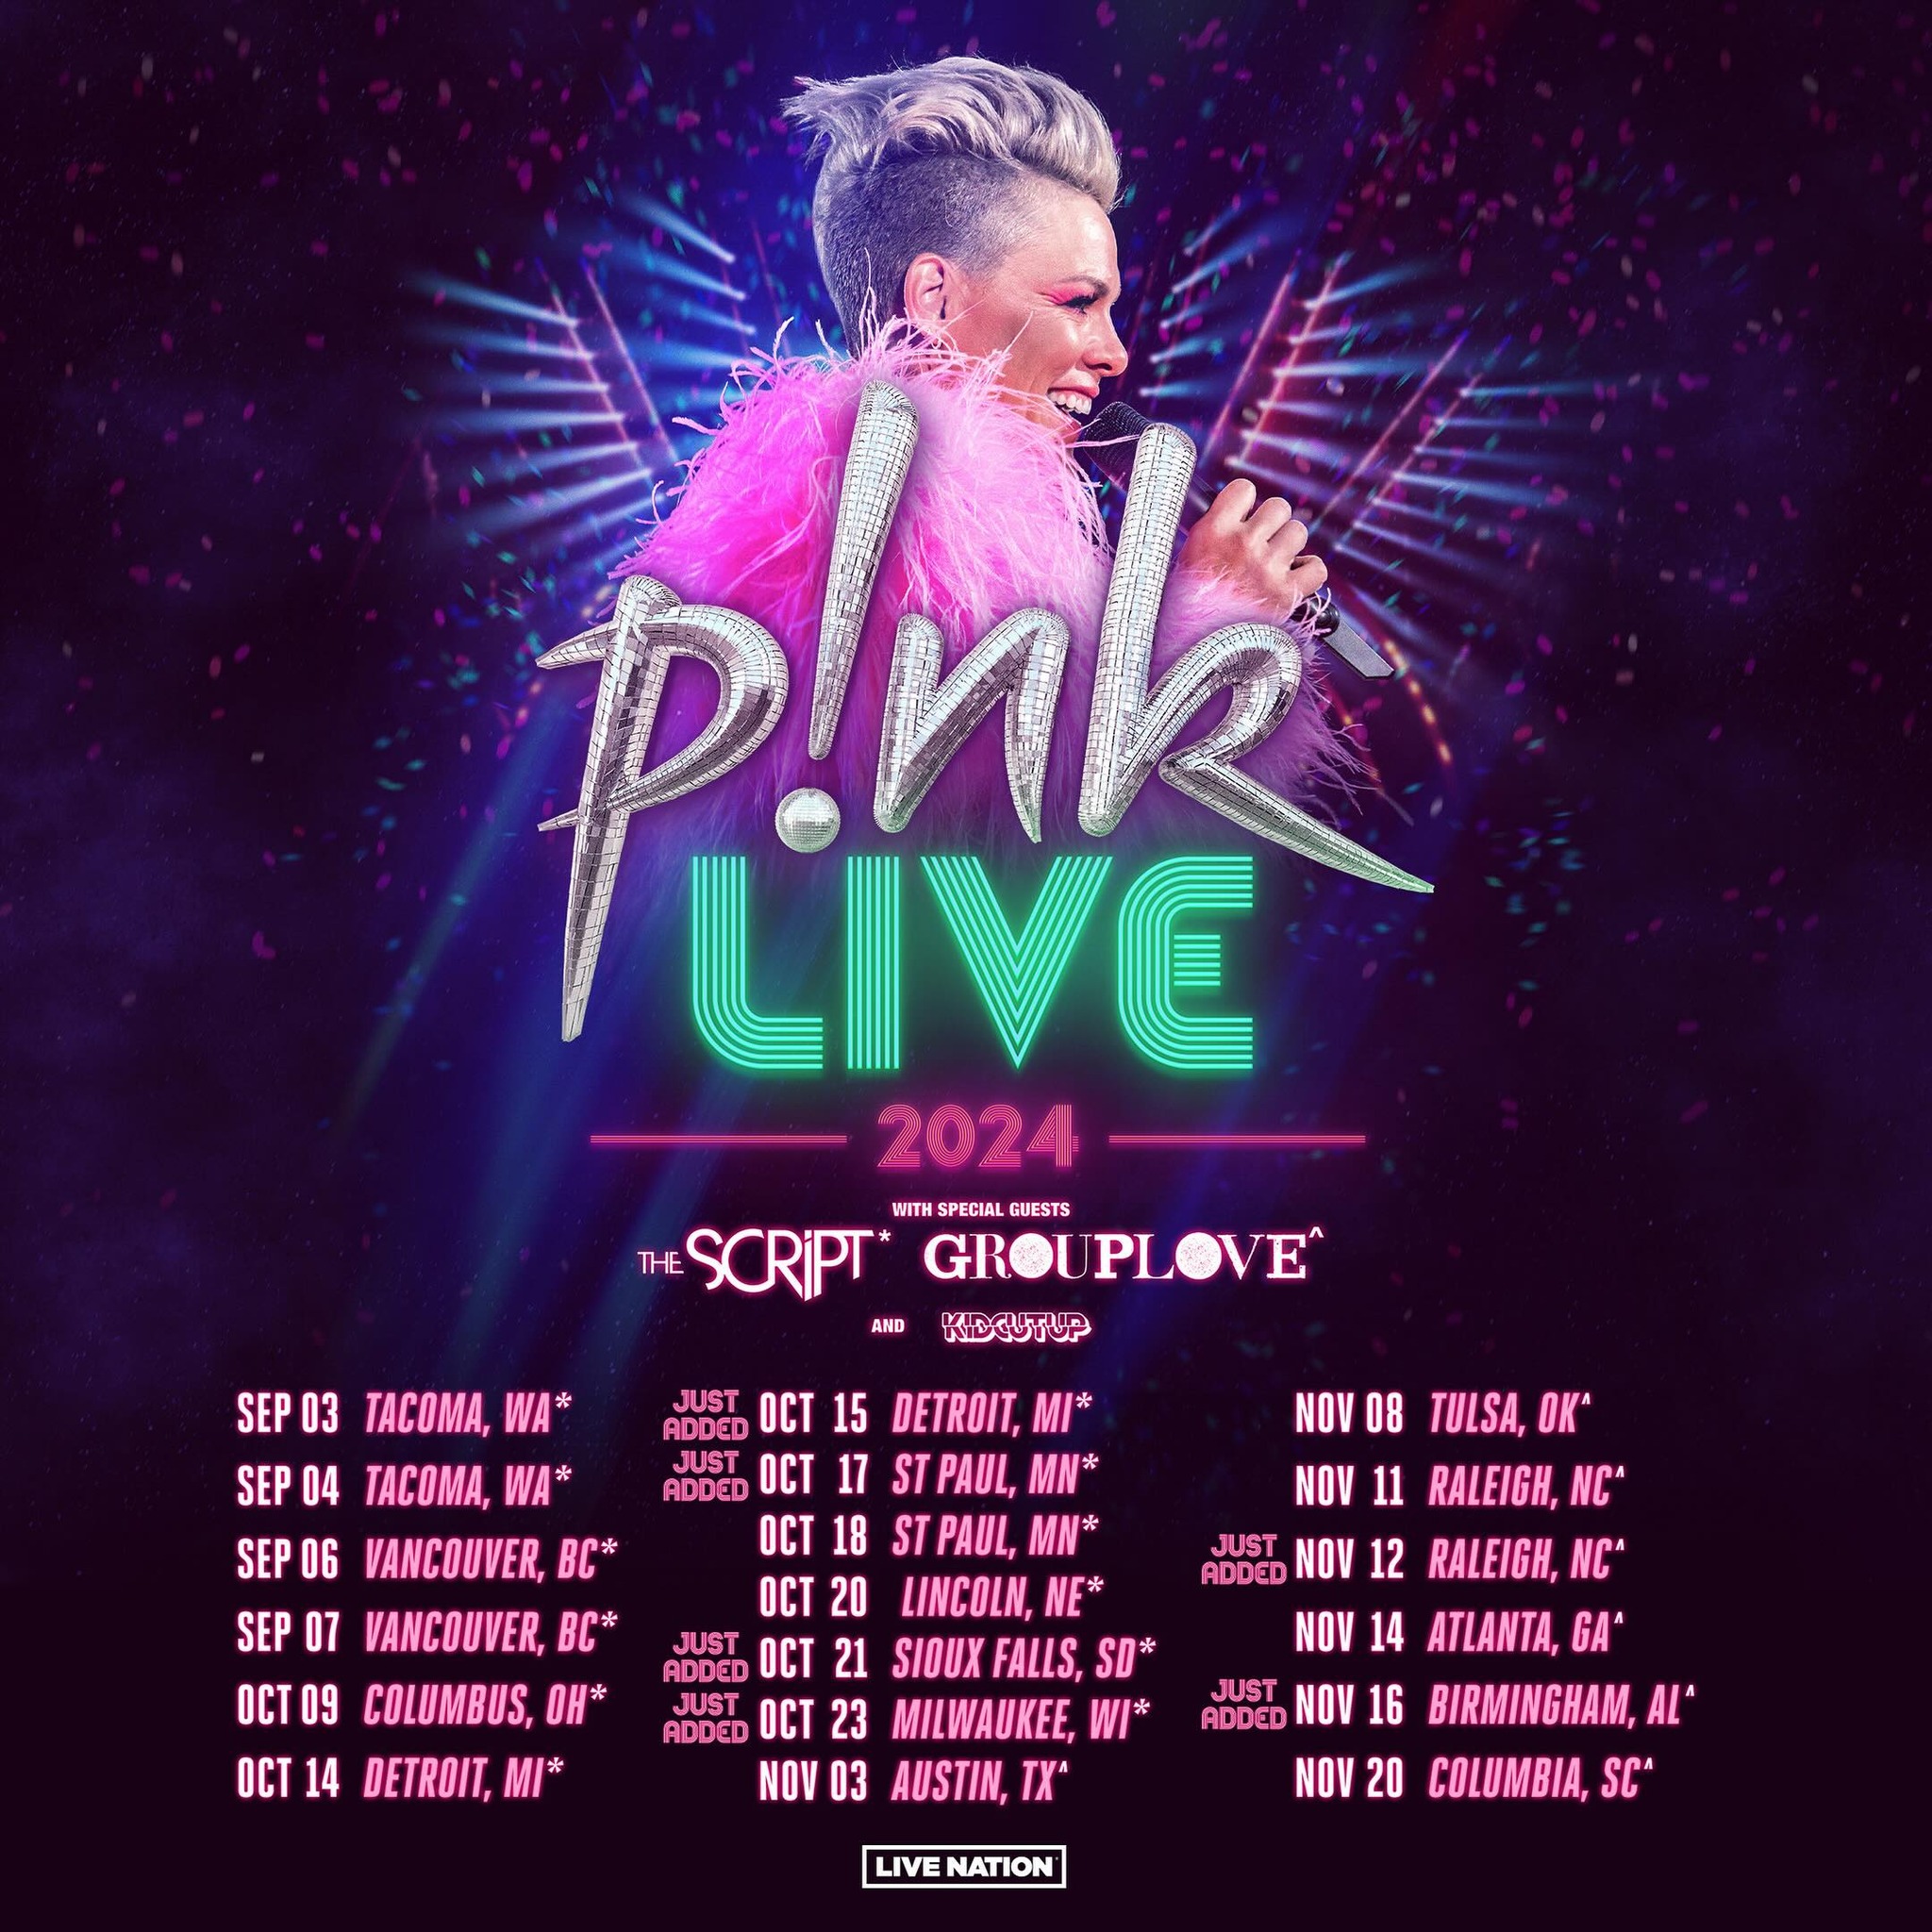 p!nk
LIVE
2024
WITH SPECIAL GUESTS
THE SCRIPT* GROUPLOVE^
AND KIDCUTUP
SEP 03 TACOMA, WA*
SEP 04 TACOMA, WA*
SEP 06 VANCOUVER, BC*
SEP 07 VANCOUVER, BC*
OCT 09 COLUMBUS, OH*
OCT 14 DETROIT, MI*
JUST ADDED OCT 15 DETROIT, MI*
JUST ADDED OCT 17 ST PAUL, MN*
OCT 18 ST PAUL, MN*
OCT 20 LINCOLN, NE*
JUST ADDED OCT 21 SIOUX FALLS, SD*
JUST ADDED OCT 23 MILWAUKEE, WI*
NOV 03 AUSTIN, TX^
NOV 08 TULSA, OK^
NOV 11 RALEIGH, NC^
JUST ADDED NOV 12 RALEIGH, NC^
NOV 14 ATLANTA, GA^
JUST ADDED NOV 16 BIRMINGHAM, AL^
NOV 20 COLUMBIA, SC^
LIVE NATION